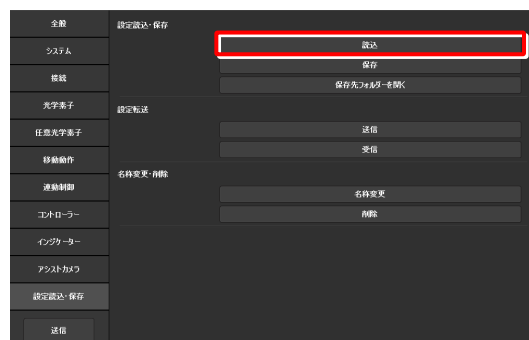 全般
システム
接続
光学素子
任意光学素子
移動動作
連動制御
コントローラー
インジケーター
アシストカメラ
設定読込・保存
送信
設定読込・保存
読込
保存
保存先フォルダーを開く
設定転送
送信
受信
名称変更・削除
名称変更
削除